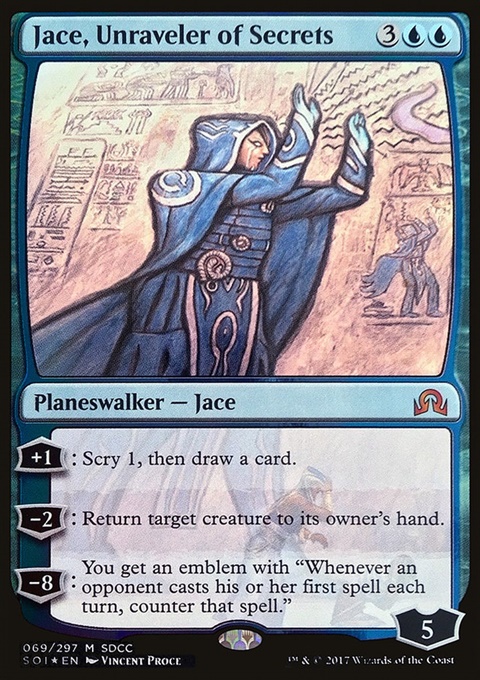 Jace, Unraveler of Secrets 3
Planeswalker — Jace
+1: Scry 1, then draw a card.
-2: Return target creature to its owner's hand.
-8: You get an emblem with “Whenever an
opponent casts his or her first spell each
turn, counter that spell.”
5
069/297 M SDCC
SOI★EN Vincent Proce
™ & © 2017 Wizards of the Coast